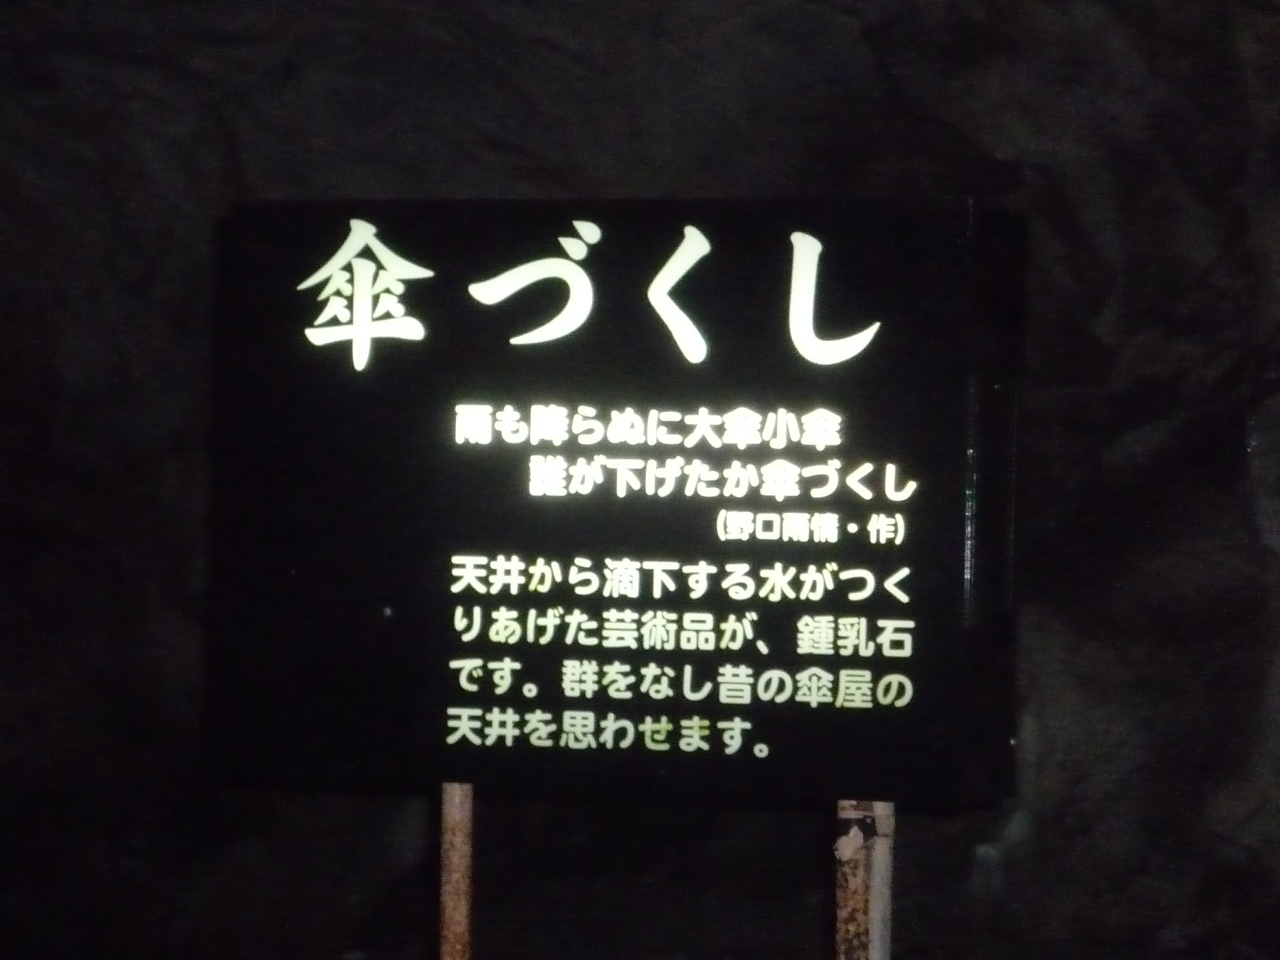 傘づくし
雨も降らぬに大傘小傘
誰が下げたか傘づくし
(野口雨情・作)
天井から滴下する水がつく
りあげた芸術品が、鍾乳石
です。群をなし昔の傘屋の
天井を思わせます。